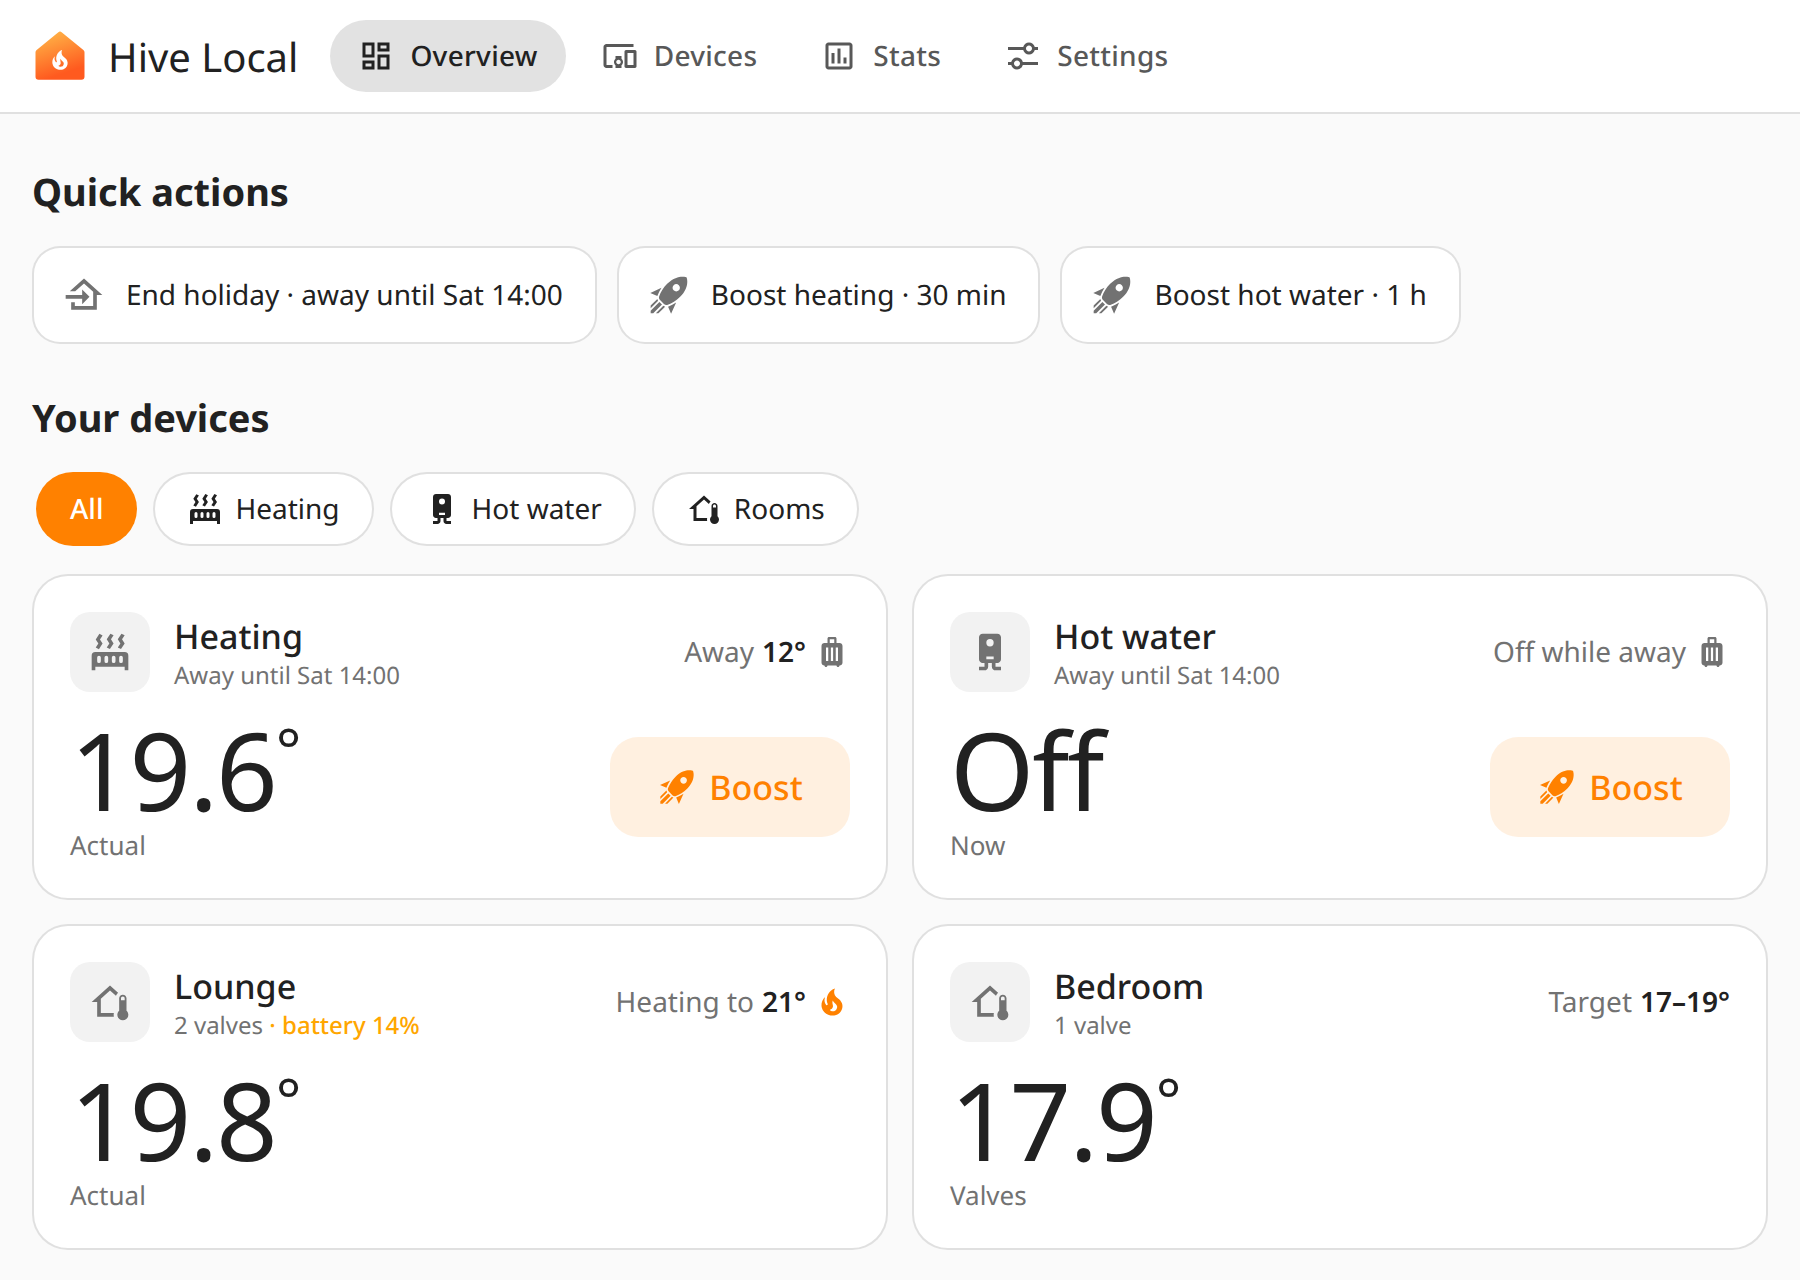 Hive Local
Overview
Devices
Stats
Settings
Quick actions
End holiday · away until Sat 14:00
Boost heating · 30 min
Boost hot water · 1 h
Your devices
All
Heating
Hot water
Rooms
Heating
Away until Sat 14:00
Away 12°
19.6°
Actual
Boost
Hot water
Away until Sat 14:00
Off while away
Off
Now
Boost
Lounge
2 valves · battery 14%
Heating to 21°
19.8°
Actual
Bedroom
1 valve
Target 17–19°
17.9°
Valves